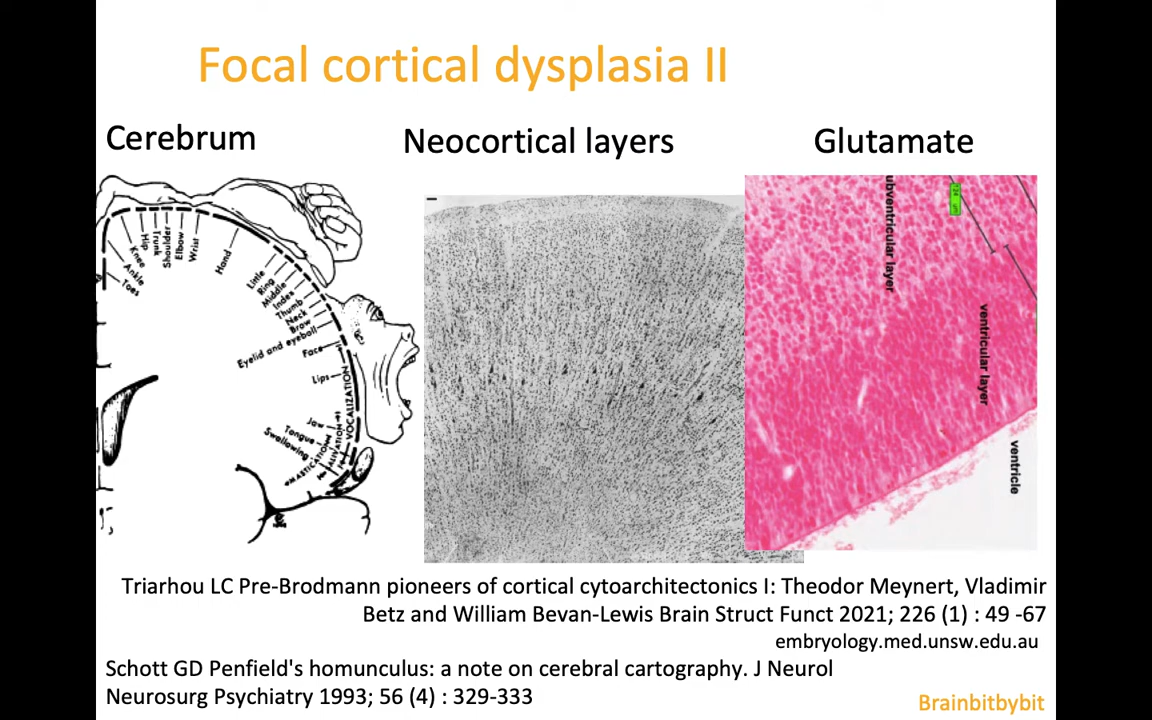 Focal cortical dysplasia II
Cerebrum
Neocortical layers
Glutamate
Toes
Ankle
Knee
Hip
Trunk
Shoulder
Elbow
Wrist
Hand
Little
Ring
Middle
Index
Thumb
Neck
Brow
Eyelid and eyeball
Face
Lips
VOCALIZATION
Jaw
Tongue
Swallowing
MASTICATION
ubventricular layer
ventricular layer
ventricle
Triarhou LC Pre-Brodmann pioneers of cortical cytoarchitectonics I: Theodor Meynert, Vladimir
Betz and William Bevan-Lewis Brain Struct Funct 2021; 226 (1) : 49 -67
embryology.med.unsw.edu.au
Schott GD Penfield's homunculus: a note on cerebral cartography. J Neurol
Neurosurg Psychiatry 1993; 56 (4) : 329-333
Brainbitbybit